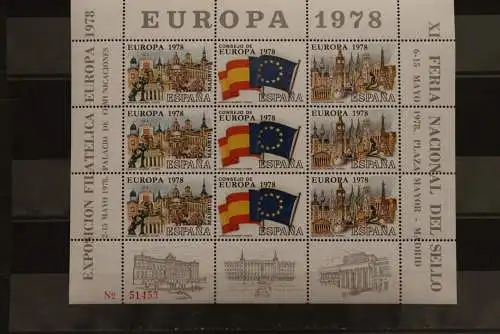 EUROPA 1978
EXPOSICION FILATELICA EUROPA 1978
2-15 MAYO 1978. PALACIO DE COMUNICACIONES
EUROPA 1978
ESPAÑA
CONSEJO DE
EUROPA 1978
ESPAÑA
EUROPA 1978
ESPAÑA
EUROPA 1978
ESPAÑA
CONSEJO DE
EUROPA 1978
ESPAÑA
EUROPA 1978
ESPAÑA
EUROPA 1978
ESPAÑA
CONSEJO DE
EUROPA 1978
ESPAÑA
EUROPA 1978
ESPAÑA
XI FERIA NACIONAL DEL SELLO
6-15 MAYO 1978. PLAZA MAYOR - MADRID
Nº 51453